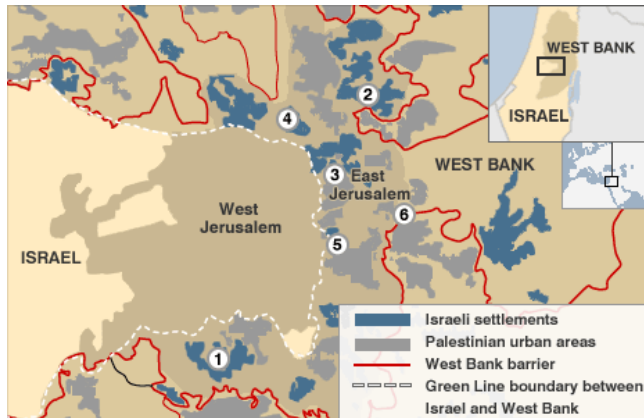 WEST BANK
ISRAEL
2
4
3
East
Jerusalem
WEST BANK
West
Jerusalem
6
5
ISRAEL
1
Israeli settlements
Palestinian urban areas
West Bank barrier
Green Line boundary between
Israel and West Bank